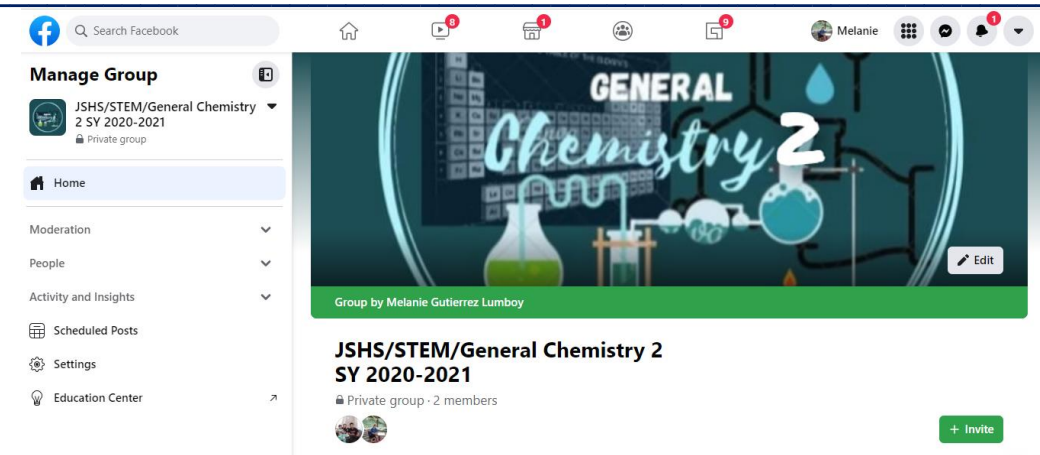 Search Facebook
8
1
9
Melanie
1
Manage Group
JSHS/STEM/General Chemistry
2 SY 2020-2021
Private group
Home
Moderation
People
Activity and Insights
Scheduled Posts
Settings
Education Center
GENERAL
Chemistry 2
Edit
Group by Melanie Gutierrez Lumboy
JSHS/STEM/General Chemistry 2
SY 2020-2021
Private group · 2 members
+ Invite